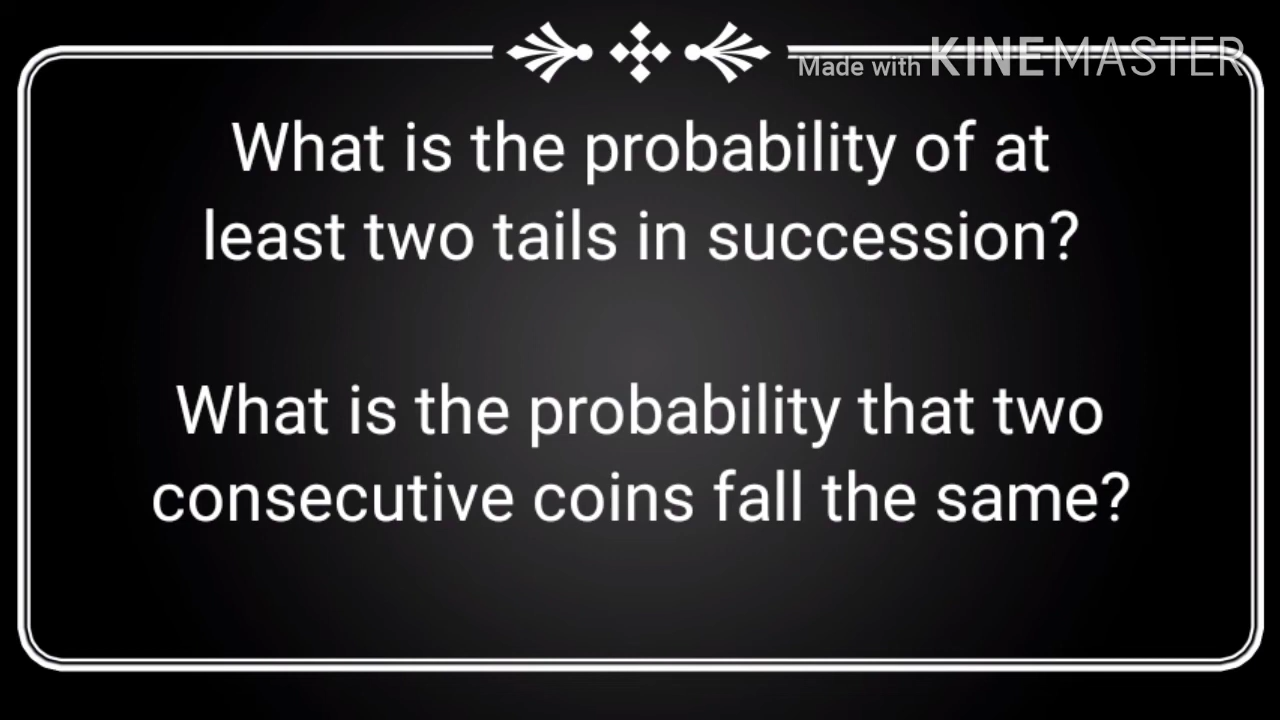 Made with KINEMASTER
What is the probability of at
least two tails in succession?
What is the probability that two
consecutive coins fall the same?